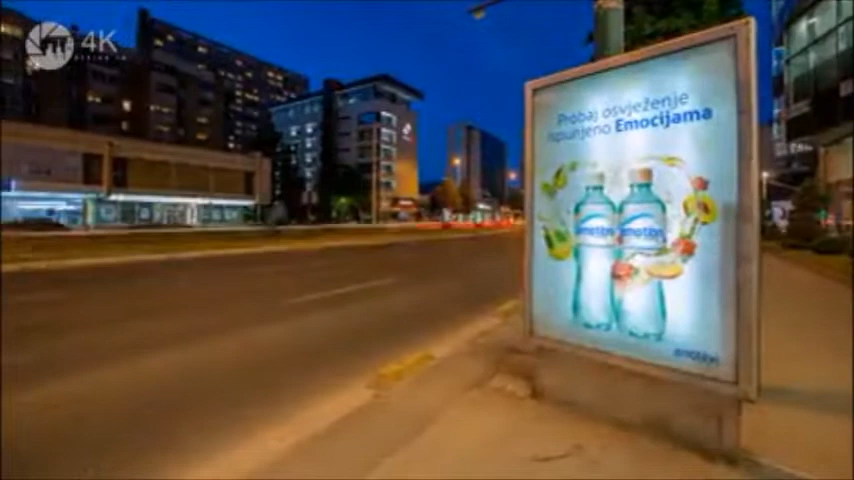 4K
Probaj osvježenje
ispunjeno Emocijama
emotion
emotion
emotion